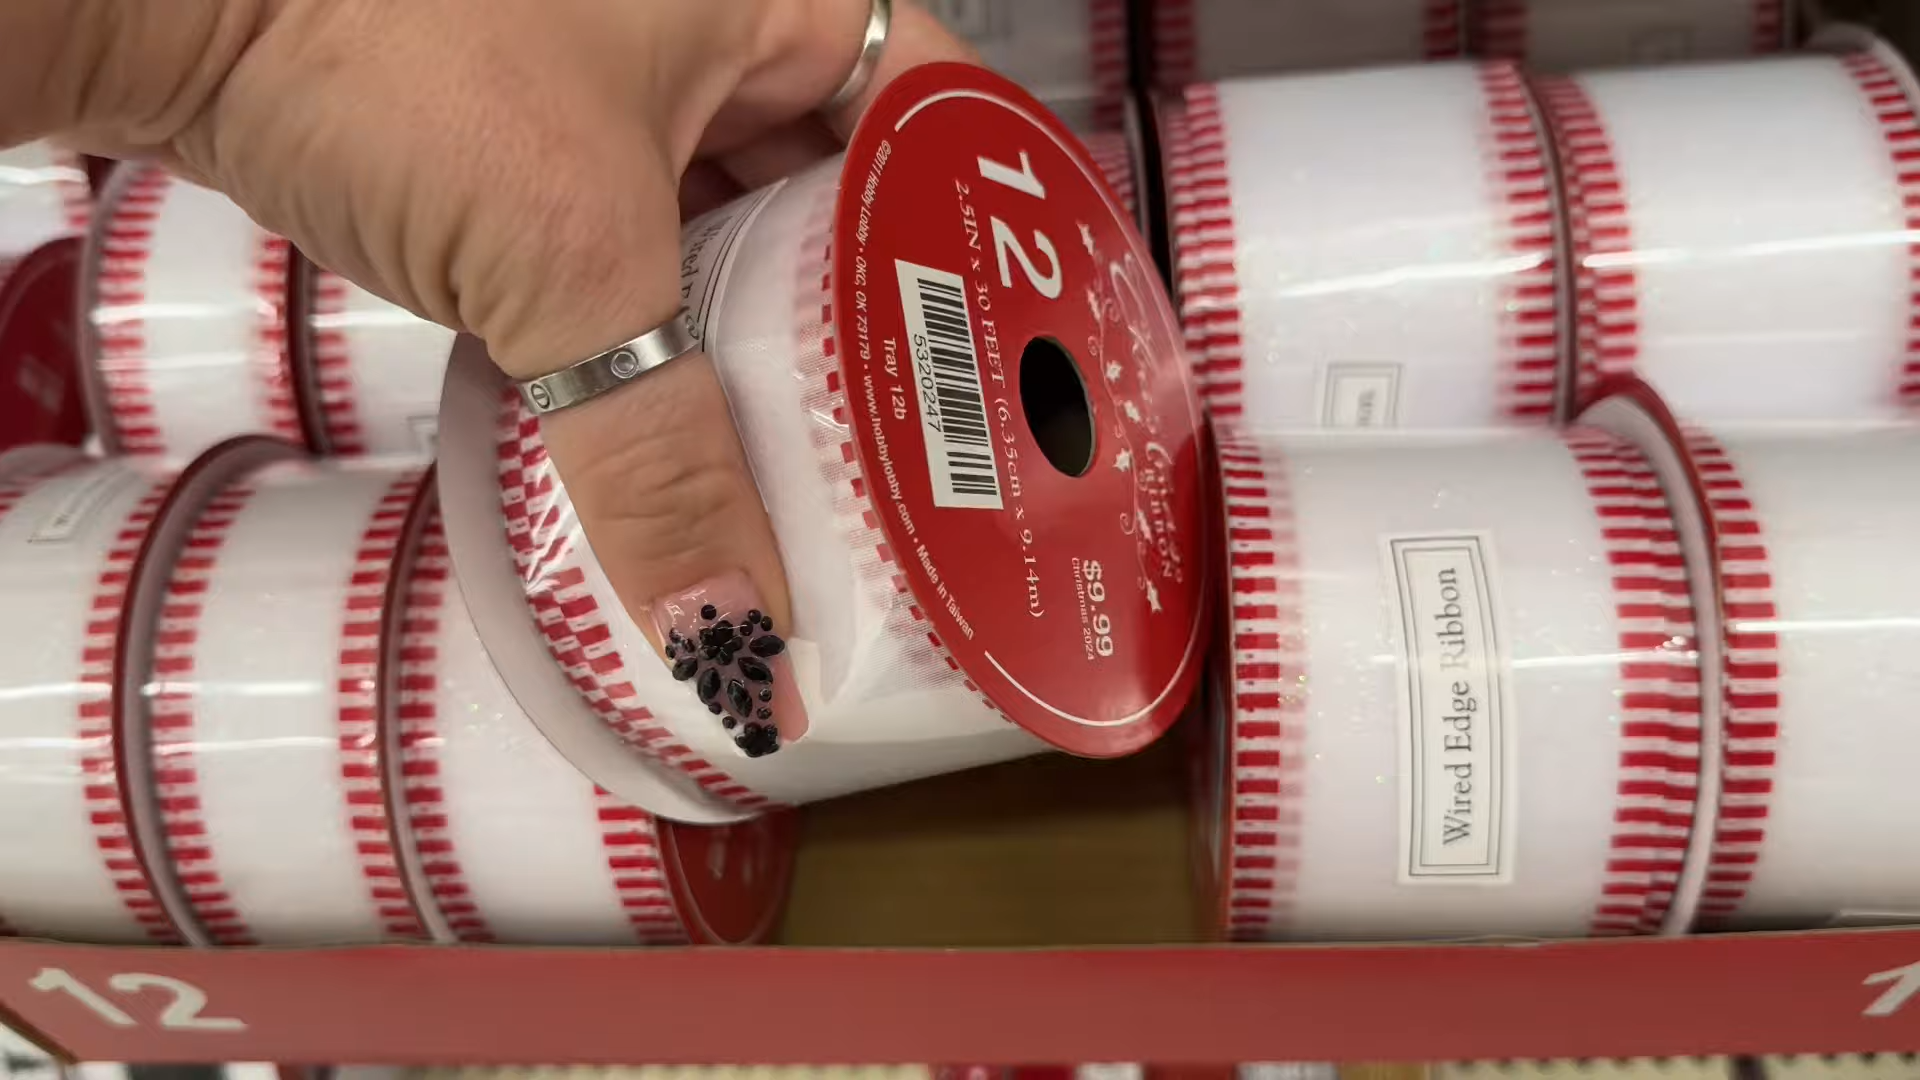 12
2.5IN x 30 FEET (6.35cm x 9.14m)
5320247
Tray 12b
©2011 Hobby Lobby • OKC, OK 73179 • www.hobbylobby.com • Made in Taiwan
$9.99
Christmas 2024
Wired Edge Ribbon
12